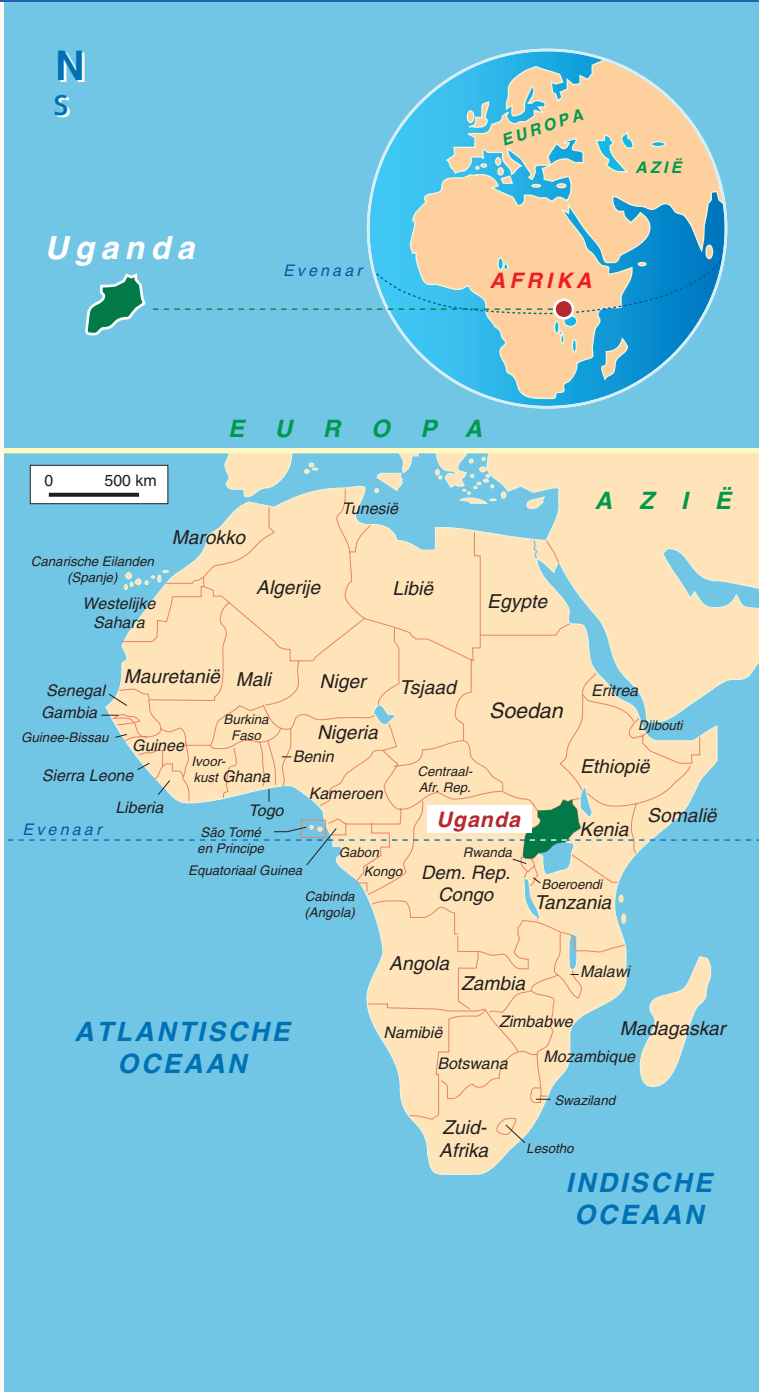 N
S
EUROPA
AZIË
Uganda
Evenaar
AFRIKA
EUROPA
0 500 km
AZIË
Tunesië
Marokko
Canarische Eilanden
(Spanje)
Algerije
Libië
Egypte
Westelijke
Sahara
Mauretanië
Mali
Niger
Tsjaad
Soedan
Eritrea
Senegal
Gambia
Djibouti
Burkina
Faso
Nigeria
Guinee-Bissau
Guinee
Benin
Ivoor-
kust
Ghana
Ethiopië
Sierra Leone
Centraal-
Afr. Rep.
Kameroen
Liberia
Togo
Somalië
Uganda
Kenia
Evenaar
São Tomé
en Principe
Gabon
Rwanda
Equatoriaal Guinea
Kongo
Dem. Rep.
Congo
Boeroendi
Cabinda
(Angola)
Tanzania
Angola
Malawi
Zambia
Zimbabwe
Madagaskar
ATLANTISCHE
OCEAAN
Namibië
Mozambique
Botswana
Swaziland
Zuid-
Afrika
Lesotho
INDISCHE
OCEAAN